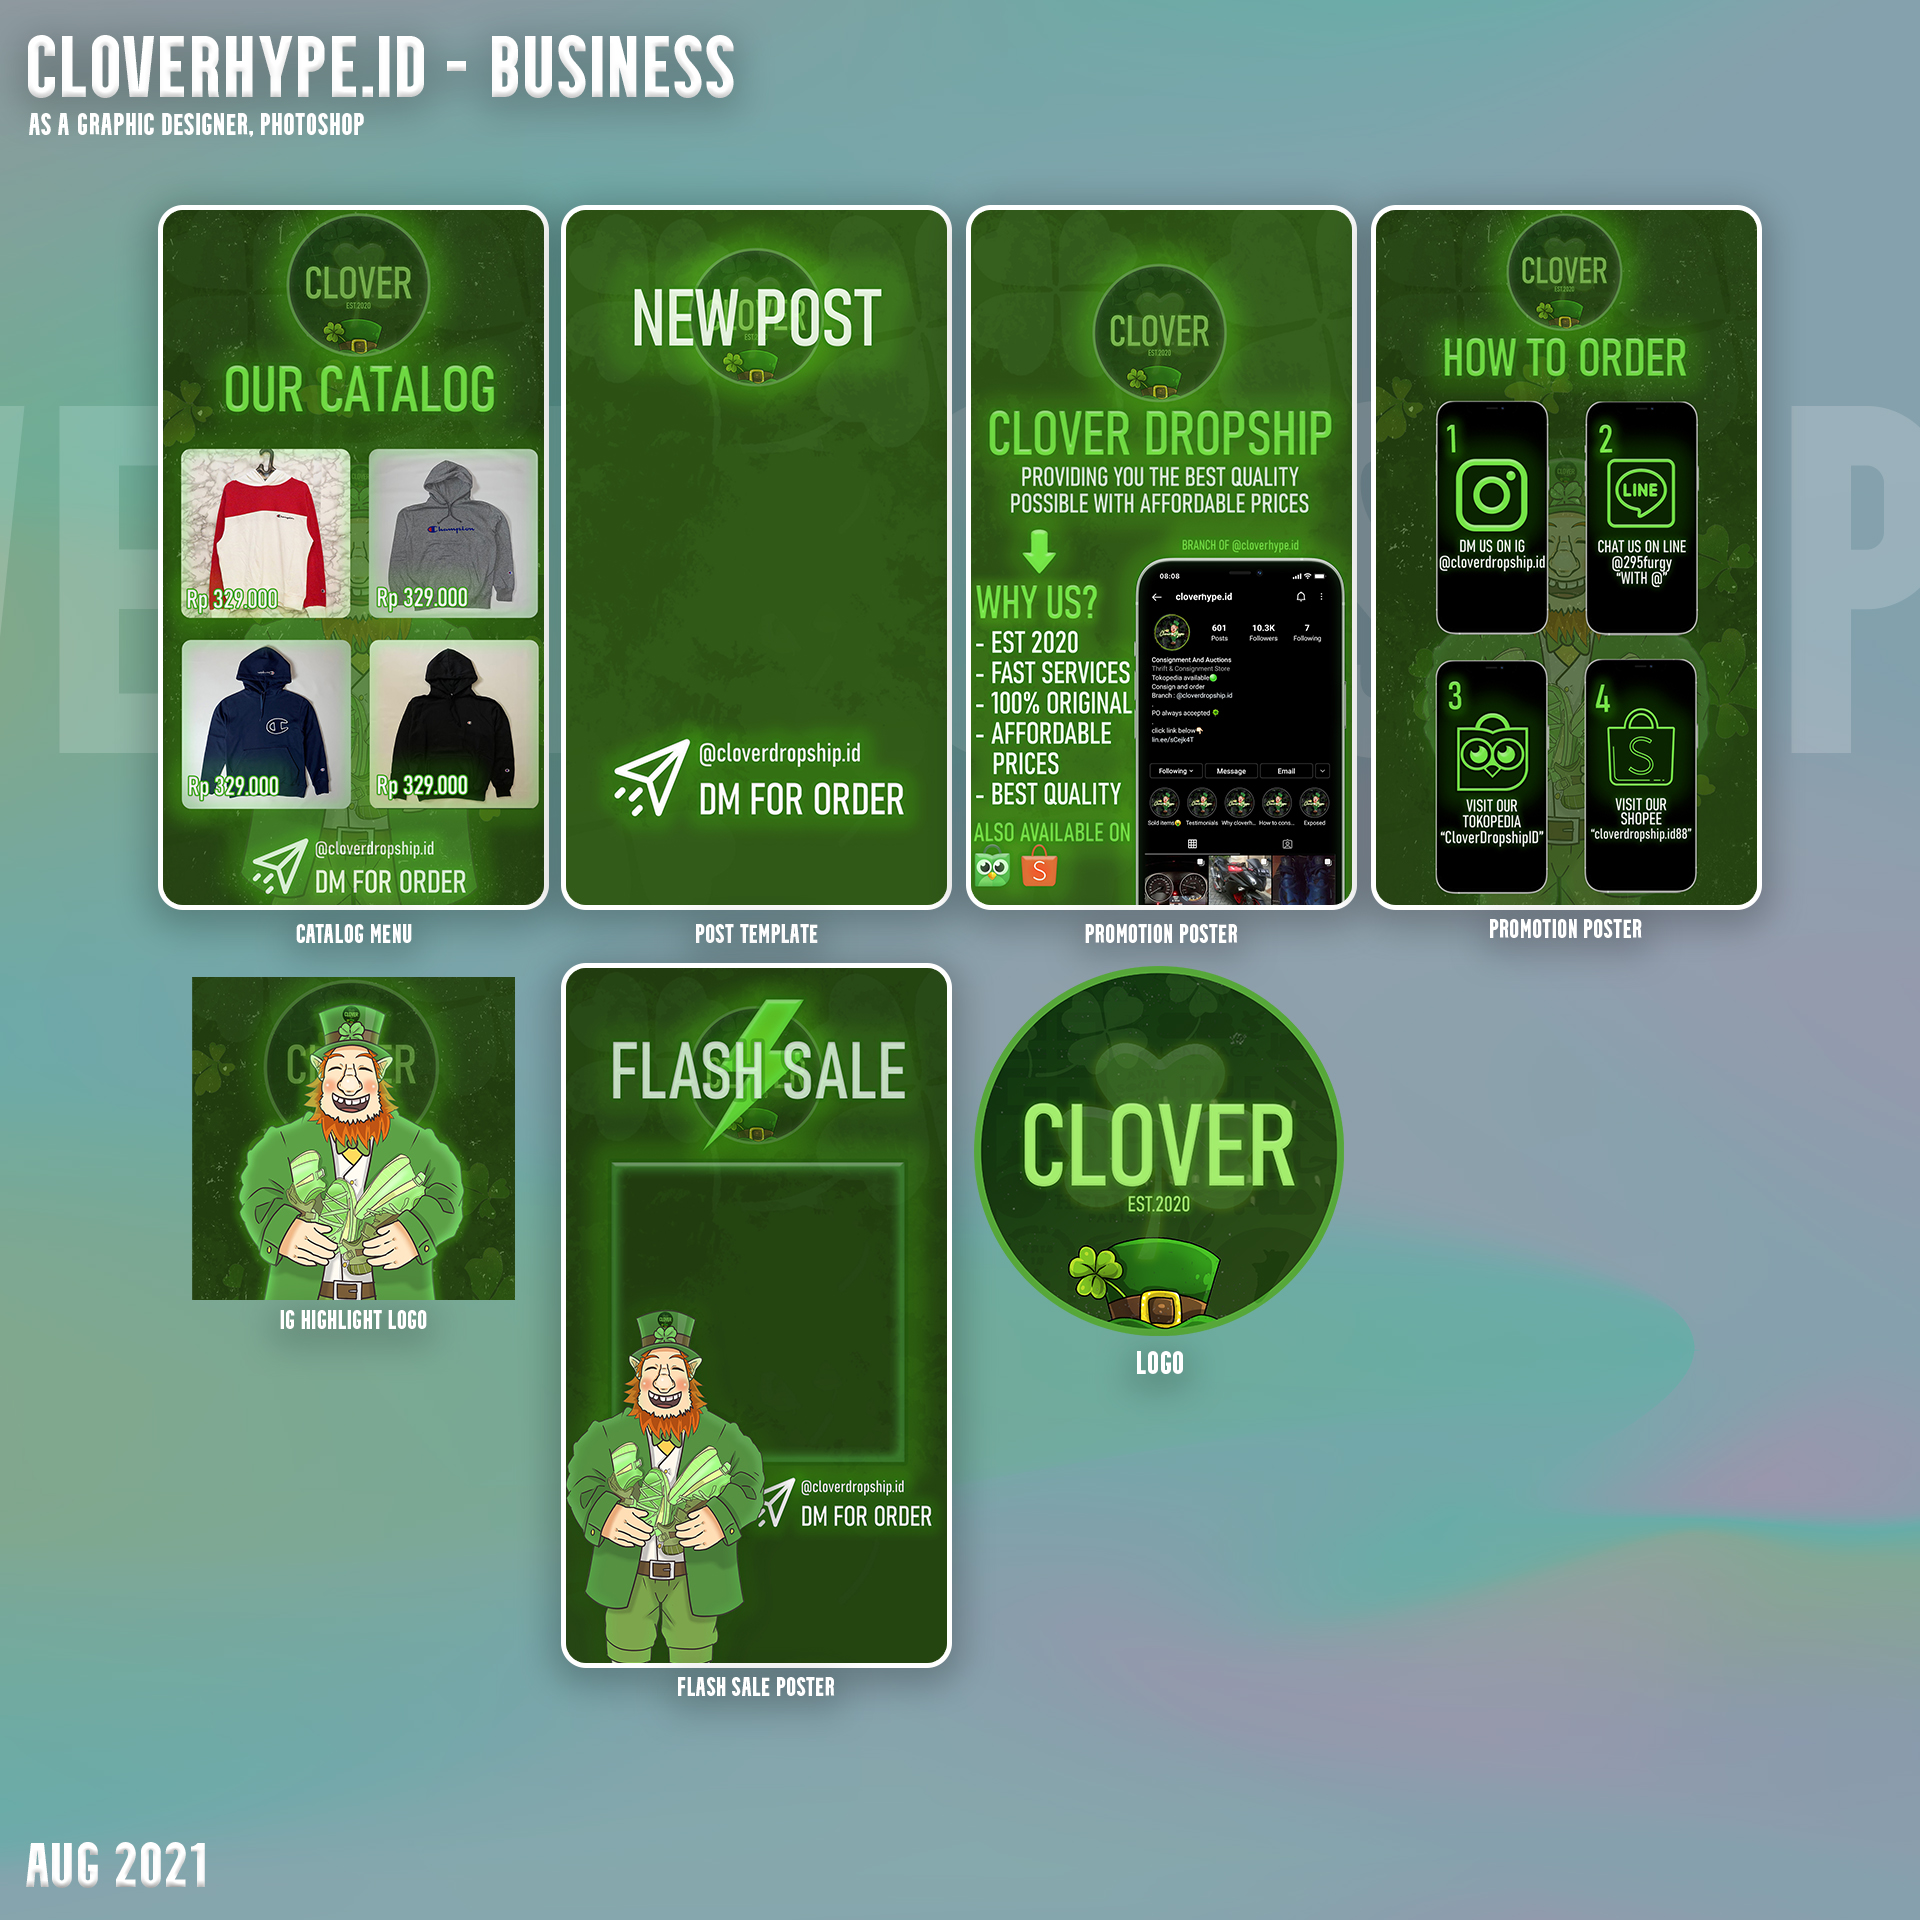 CLOVERHYPE.ID - BUSINESS
AS A GRAPHIC DESIGNER, PHOTOSHOP
CLOVER
EST.2020
OUR CATALOG
Champion
Champion
Rp 329.000
Rp 329.000
Rp 329.000
Rp 329.000
@cloverdropship.id
DM FOR ORDER
CATALOG MENU
NEW POST
@cloverdropship.id
DM FOR ORDER
POST TEMPLATE
CLOVER
EST.2020
CLOVER DROPSHIP
PROVIDING YOU THE BEST QUALITY
POSSIBLE WITH AFFORDABLE PRICES
BRANCH OF @cloverhype.id
WHY US?
- EST 2020
- FAST SERVICES
- 100% ORIGINAL
- AFFORDABLE
PRICES
- BEST QUALITY
ALSO AVAILABLE ON
S
08:08
cloverhype.id
601 10.3K 7
Posts Followers Following
Consignment And Auctions
Thrift & Consignment Store
Tokopedia available
Consign and order
Branch : @cloverdropship.id
.
PO always accepted
.
click link below
lin.ee/sCejk4T
Following Message Email
Sold items Testimonials Why cloverh... How to cons... Exposed
PROMOTION POSTER
CLOVER
EST.2020
HOW TO ORDER
1
DM US ON IG
@cloverdropship.id
2
LINE
CHAT US ON LINE
@295furgy
"WITH @"
3
VISIT OUR
TOKOPEDIA
"CloverDropshipID"
4
S
VISIT OUR
SHOPEE
"cloverdropship.id88"
PROMOTION POSTER
CLOVER
IG HIGHLIGHT LOGO
FLASH SALE
CLOVER
@cloverdropship.id
DM FOR ORDER
FLASH SALE POSTER
CLOVER
EST.2020
LOGO
AUG 2021